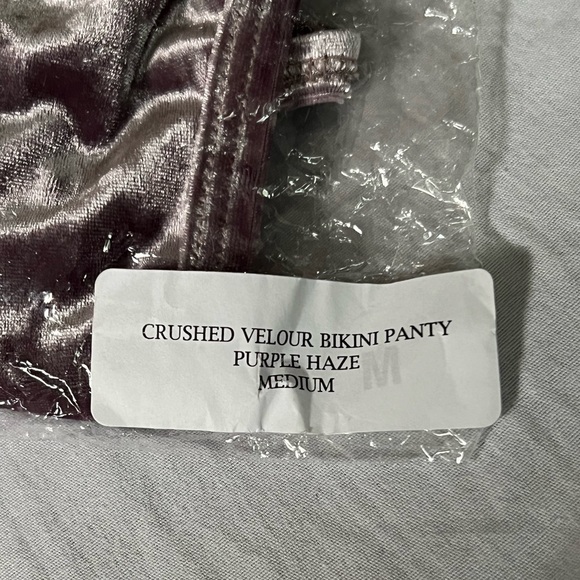 CRUSHED VELOUR BIKINI PANTY
PURPLE HAZE
MEDIUM
M